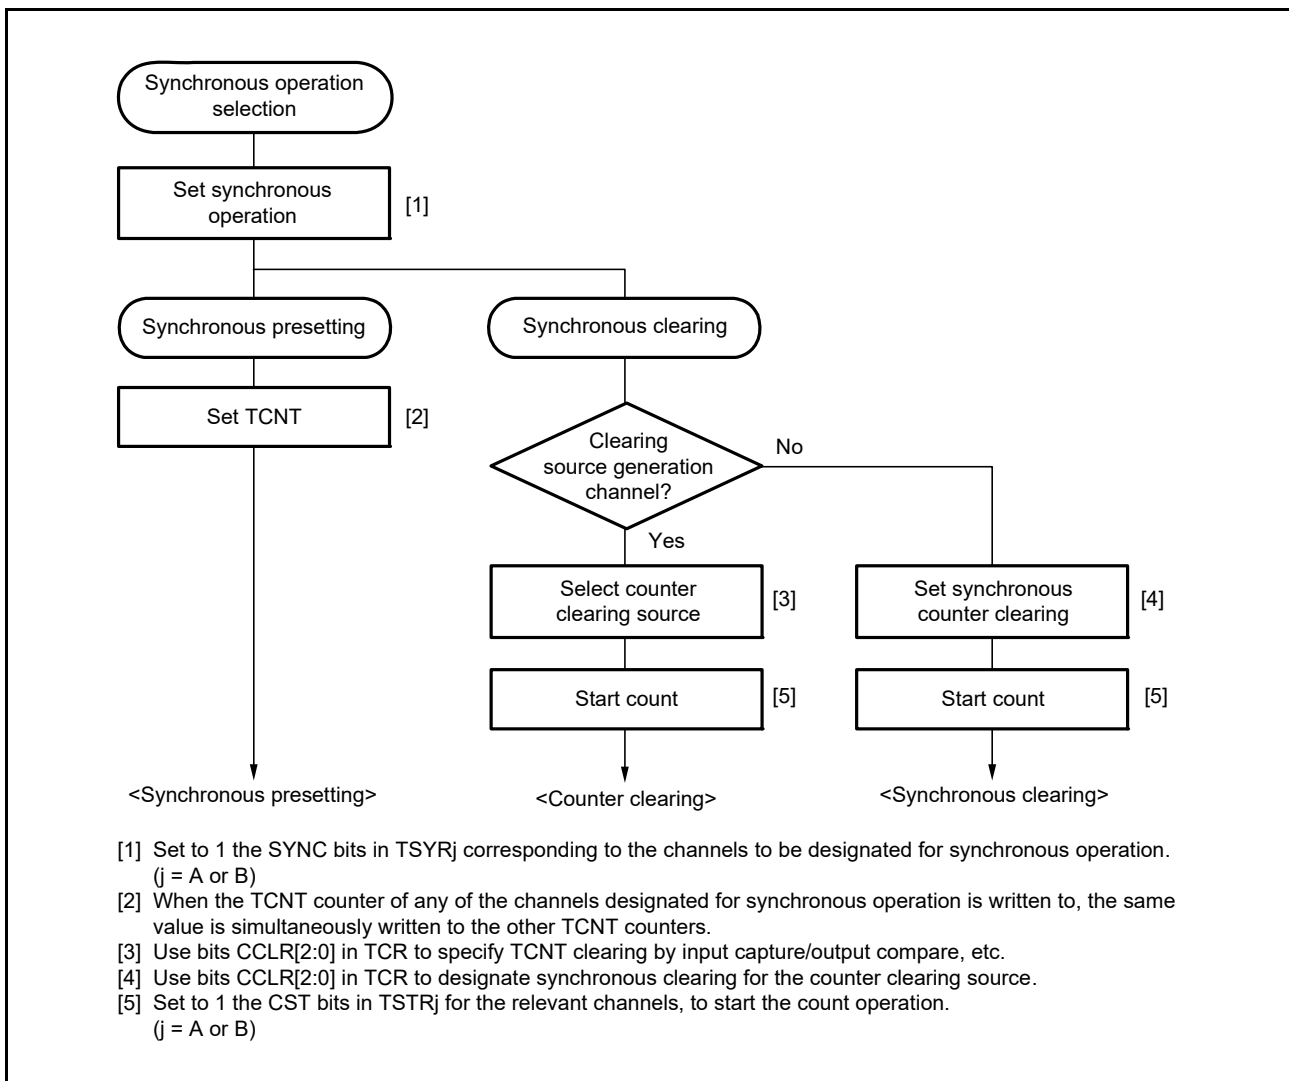 Synchronous operation
selection
Set synchronous
operation
[1]
Synchronous presetting
Synchronous clearing
Set TCNT
[2]
Clearing
source generation
channel?
No
Yes
Select counter
clearing source
[3]
Set synchronous
counter clearing
[4]
Start count
[5]
Start count
[5]
<Synchronous presetting>
<Counter clearing>
<Synchronous clearing>
[1] Set to 1 the SYNC bits in TSYRj corresponding to the channels to be designated for synchronous operation.
(j = A or B)
[2] When the TCNT counter of any of the channels designated for synchronous operation is written to, the same
value is simultaneously written to the other TCNT counters.
[3] Use bits CCLR[2:0] in TCR to specify TCNT clearing by input capture/output compare, etc.
[4] Use bits CCLR[2:0] in TCR to designate synchronous clearing for the counter clearing source.
[5] Set to 1 the CST bits in TSTRj for the relevant channels, to start the count operation.
(j = A or B)